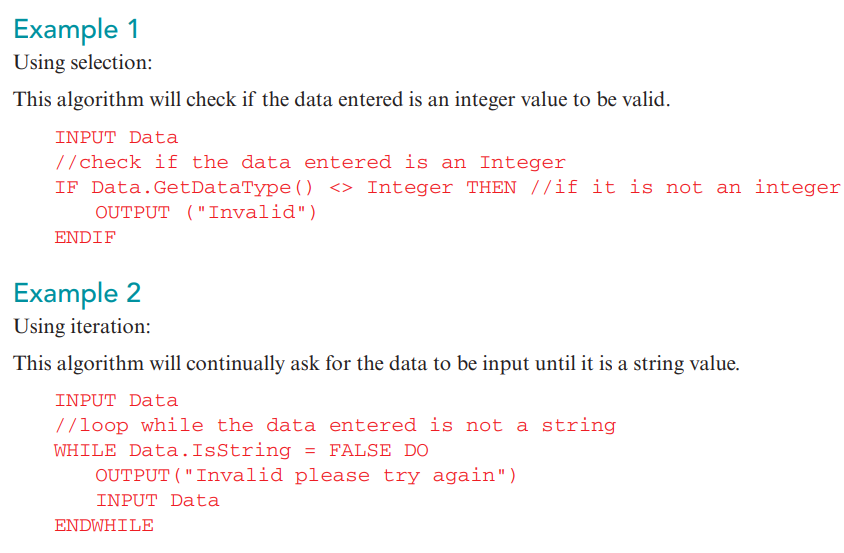 Example 1
Using selection:
This algorithm will check if the data entered is an integer value to be valid.
INPUT Data
//check if the data entered is an Integer
IF Data.GetDataType() <> Integer THEN //if it is not an integer
OUTPUT ("Invalid")
ENDIF
Example 2
Using iteration:
This algorithm will continually ask for the data to be input until it is a string value.
INPUT Data
//loop while the data entered is not a string
WHILE Data.IsString = FALSE DO
OUTPUT("Invalid please try again")
INPUT Data
ENDWHILE